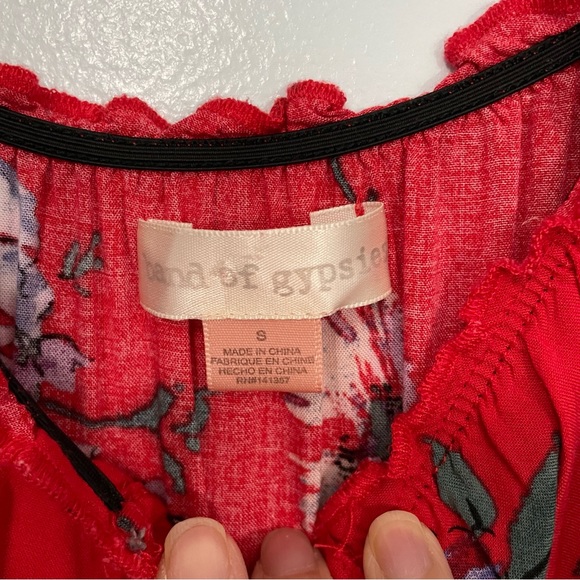 band of gypsies
S
MADE IN CHINA
FABRIQUE EN CHINE
HECHO EN CHINA
RN#141357